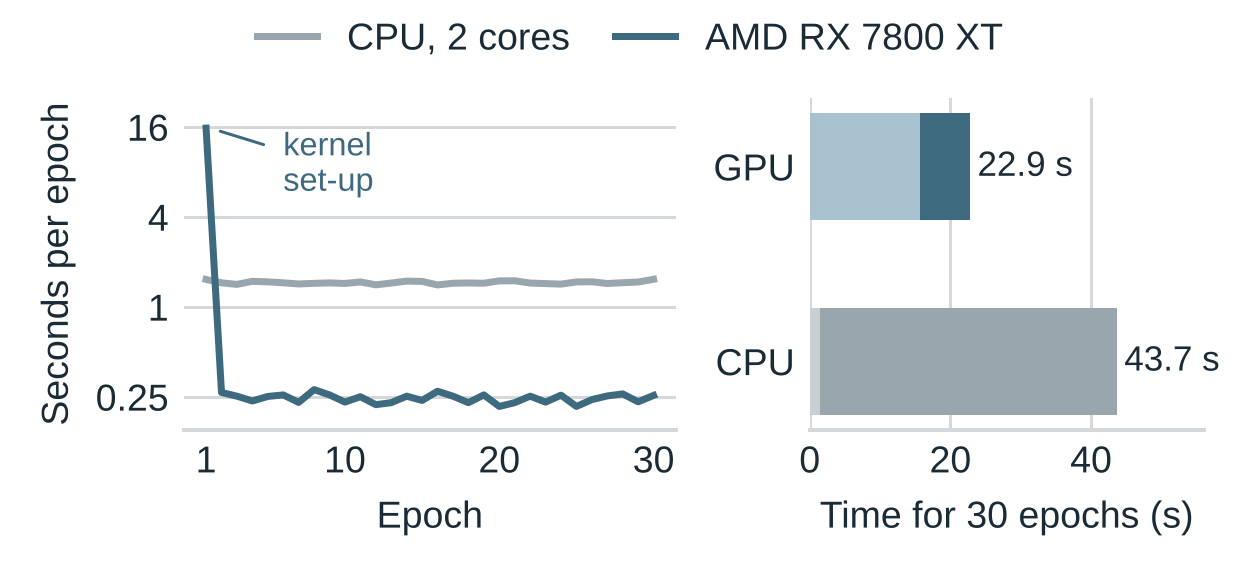 CPU, 2 cores
AMD RX 7800 XT
Seconds per epoch
16
4
1
0.25
kernel
set-up
1
10
20
30
Epoch
GPU
22.9 s
CPU
43.7 s
0
20
40
Time for 30 epochs (s)